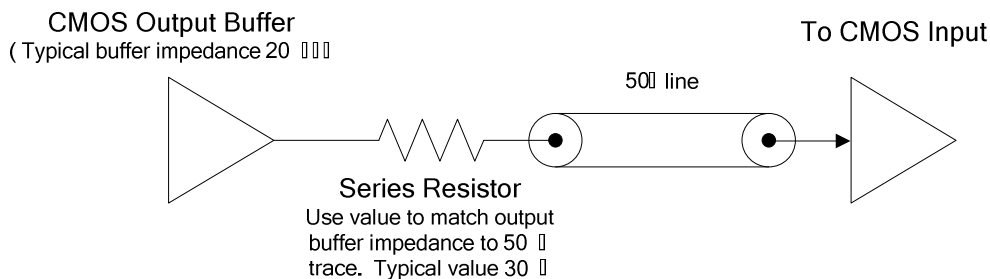 CMOS Output Buffer
( Typical buffer impedance 20 ▯▯▯
To CMOS Input
50▯ line
Series Resistor
Use value to match output
buffer impedance to 50 ▯
trace. Typical value 30 ▯